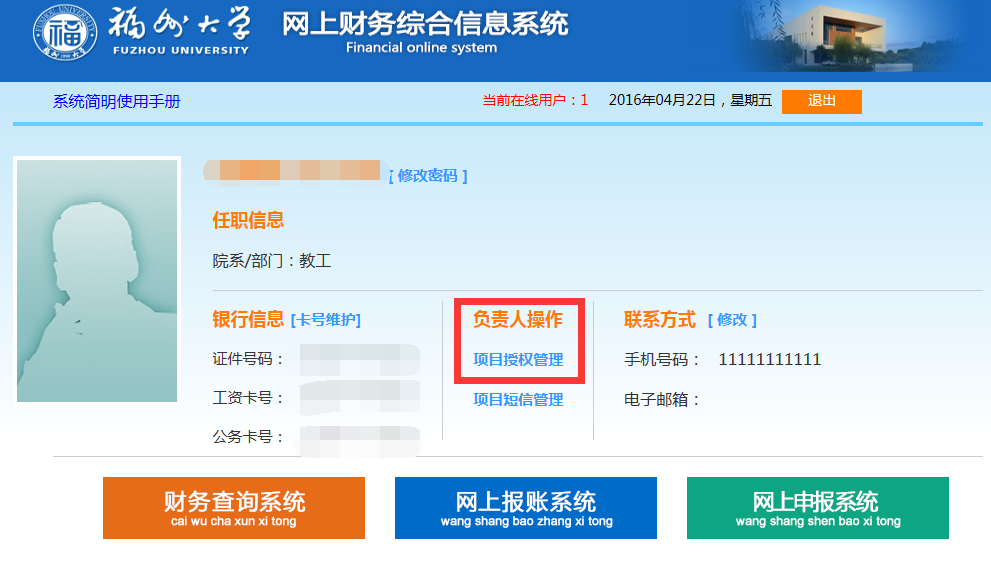 福州大学
FUZHOU UNIVERSITY
网上财务综合信息系统
Financial online system
系统简明使用手册
当前在线用户：1 2016年04月22日，星期五 退出
[ 修改密码 ]
任职信息
院系/部门：教工
银行信息 [卡号维护]
证件号码：
工资卡号：
公务卡号：
负责人操作
项目授权管理
项目短信管理
联系方式 [ 修改 ]
手机号码： 11111111111
电子邮箱：
财务查询系统
cai wu cha xun xi tong
网上报账系统
wang shang bao zhang xi tong
网上申报系统
wang shang shen bao xi tong